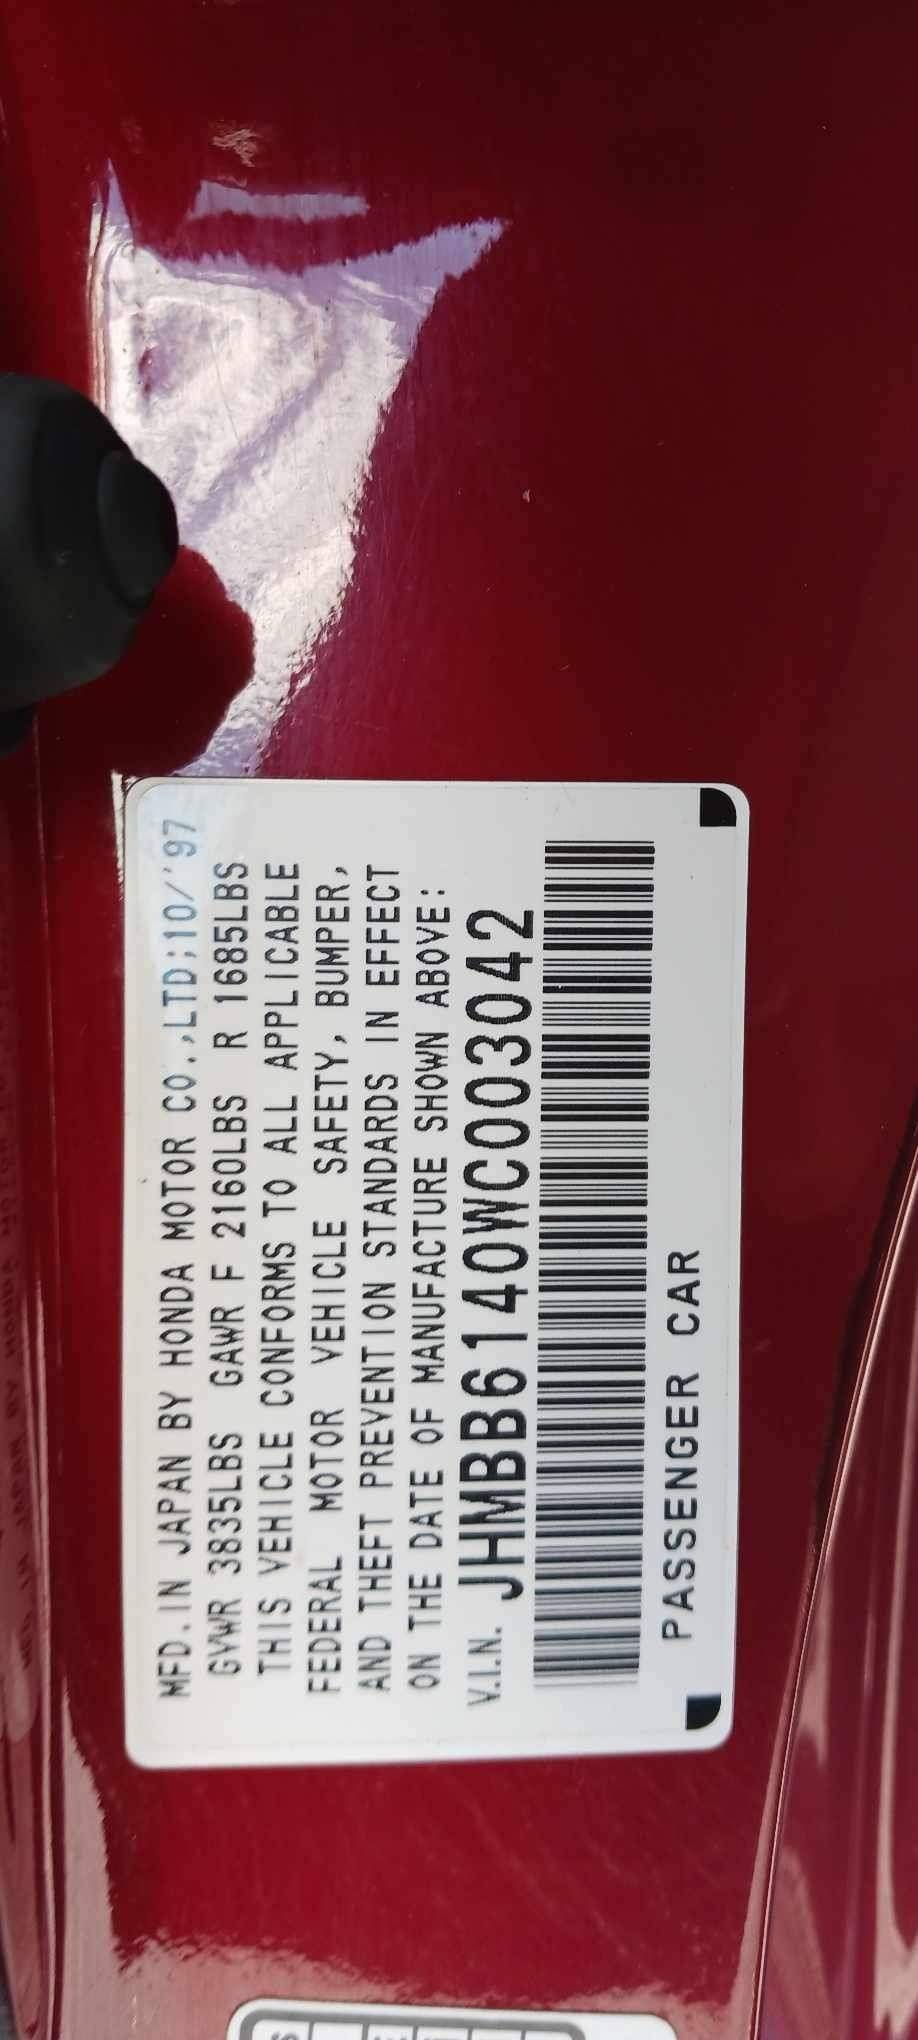 MFD.IN JAPAN BY HONDA MOTOR CO.,LTD;10/'97
GVWR 3835LBS GAWR F 2160LBS R 1685LBS
THIS VEHICLE CONFORMS TO ALL APPLICABLE
FEDERAL MOTOR VEHICLE SAFETY, BUMPER,
AND THEFT PREVENTION STANDARDS IN EFFECT
ON THE DATE OF MANUFACTURE SHOWN ABOVE:
V.I.N. JHMBB6140WC003042
PASSENGER CAR